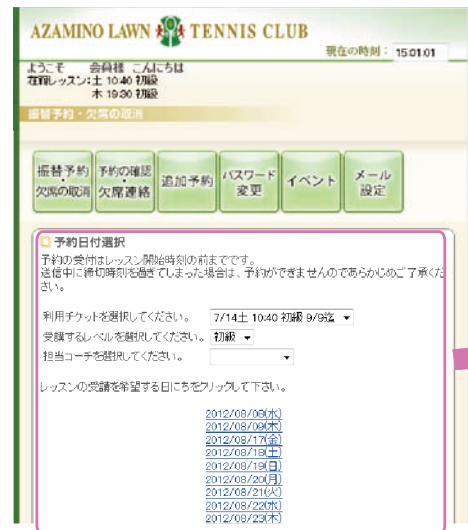 AZAMINO LAWN TENNIS CLUB
現在の時刻: 15:01:01
ようこそ 会員様 こんにちは
在籍レッスン:土 10:40 初級
木 19:30 初級
振替予約・欠席の取消
振替予約 欠席の取消
予約の確認 欠席連絡
追加予約
パスワード変更
イベント
メール設定
予約日付選択
予約の受付はレッスン開始時刻の前までです。
送信中に締切時刻を過ぎてしまった場合は、予約ができませんのであらかじめご了承くだ
さい。
利用チケットを選択してください。 7/14土 10:40 初級 9/9迄
受講するレベルを選択してください。 初級
担当コーチを選択してください。
レッスンの受講を希望する日にちをクリックして下さい。
2012/08/08(水)
2012/08/09(木)
2012/08/17(金)
2012/08/18(土)
2012/08/19(日)
2012/08/20(月)
2012/08/21(火)
2012/08/22(水)
2012/08/23(木)